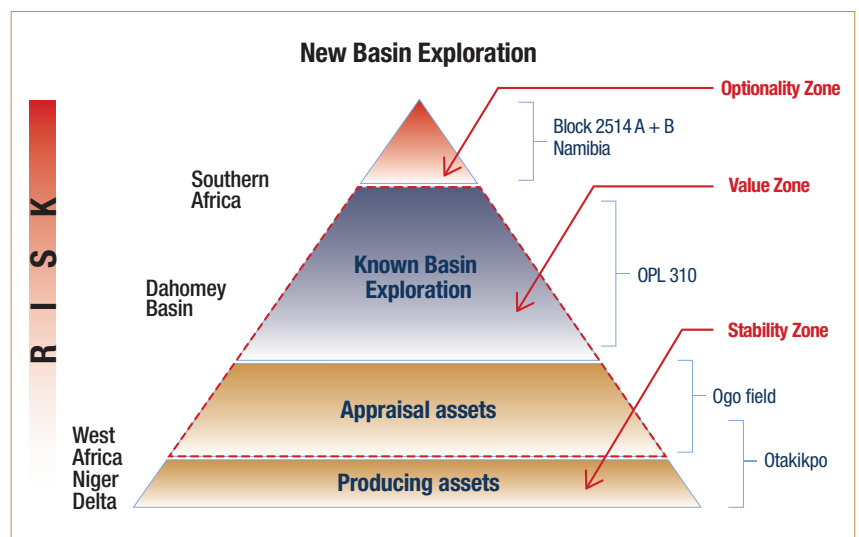 New Basin Exploration
Optionality Zone
Block 2514 A + B
Namibia
Southern
Africa
Value Zone
RISK
Known Basin
Exploration
OPL 310
Dahomey
Basin
Stability Zone
Appraisal assets
Ogo field
West
Africa
Niger
Delta
Otakikpo
Producing assets